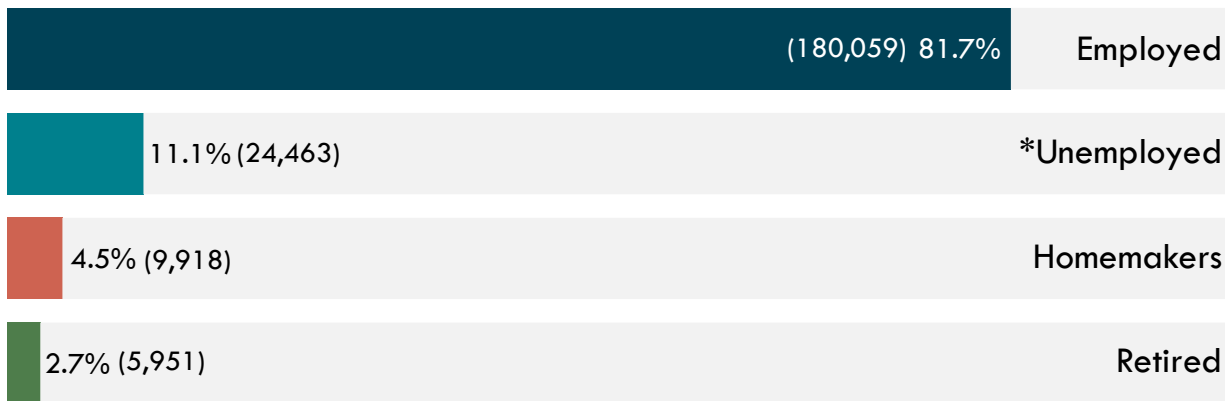 (180,059) 81.7% Employed
11.1% (24,463) *Unemployed
4.5% (9,918) Homemakers
2.7% (5,951) Retired